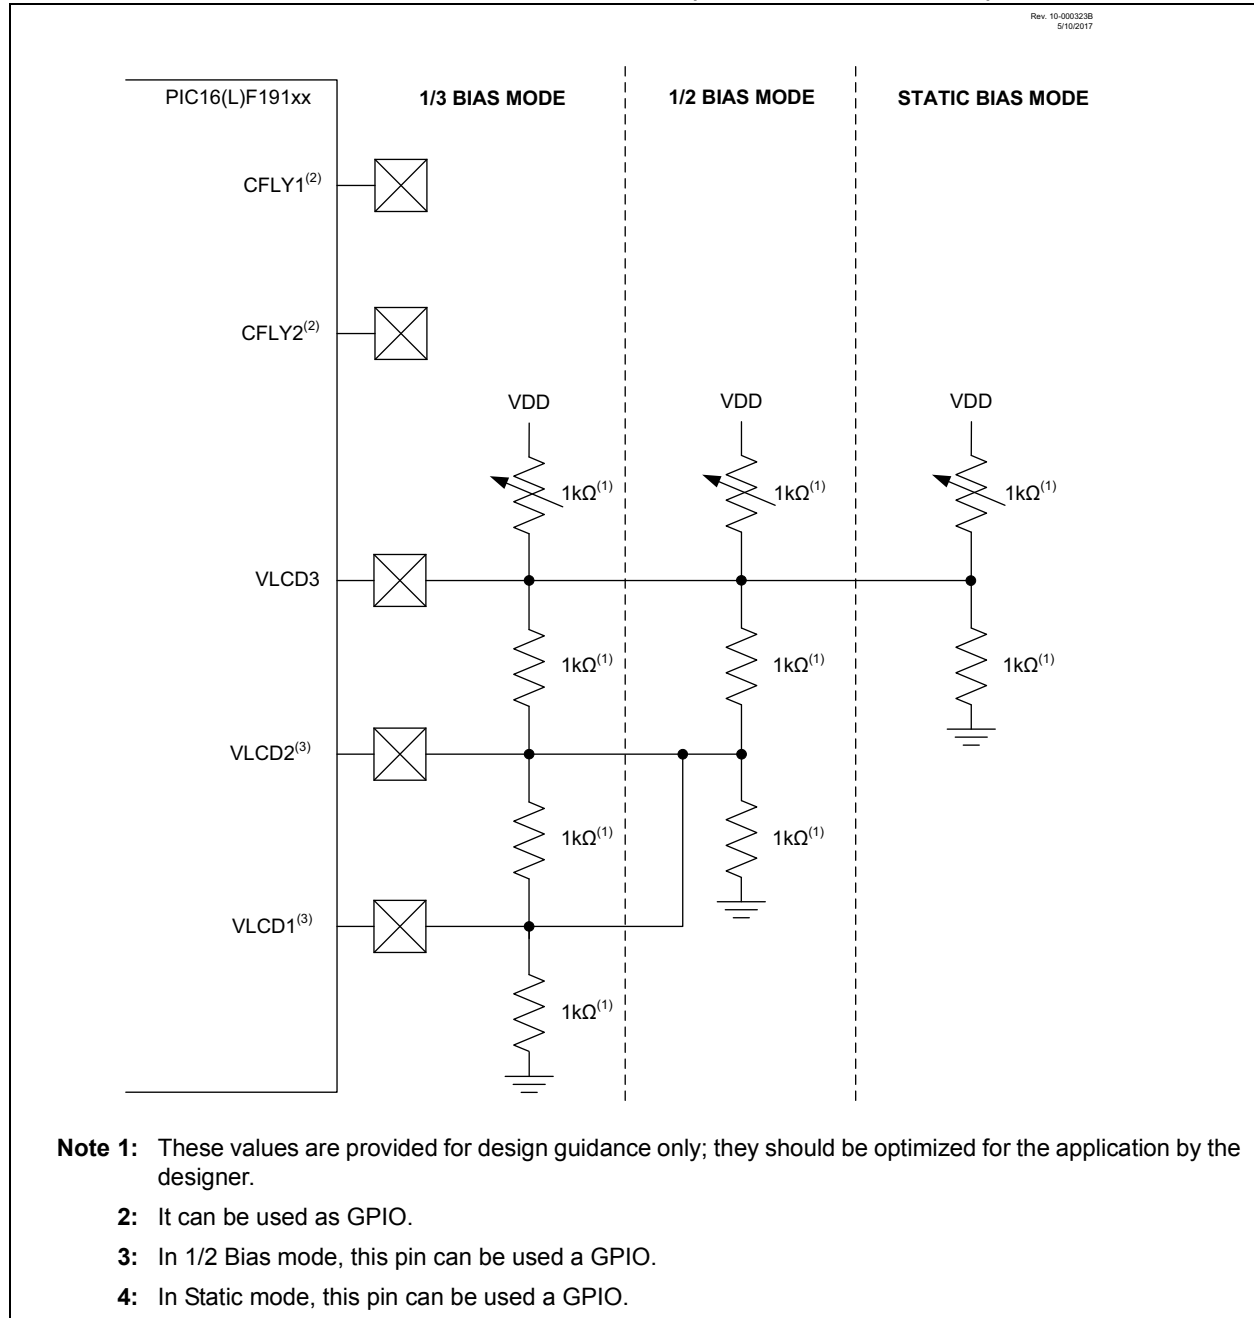 Rev. 10-000323B
5/10/2017
PIC16(L)F191xx
1/3 BIAS MODE
1/2 BIAS MODE
STATIC BIAS MODE
CFLY1(2)
CFLY2(2)
VDD
VDD
VDD
1kΩ(1)
1kΩ(1)
1kΩ(1)
VLCD3
1kΩ(1)
1kΩ(1)
1kΩ(1)
VLCD2(3)
1kΩ(1)
1kΩ(1)
VLCD1(3)
1kΩ(1)
Note 1: These values are provided for design guidance only; they should be optimized for the application by the
designer.
2: It can be used as GPIO.
3: In 1/2 Bias mode, this pin can be used a GPIO.
4: In Static mode, this pin can be used a GPIO.